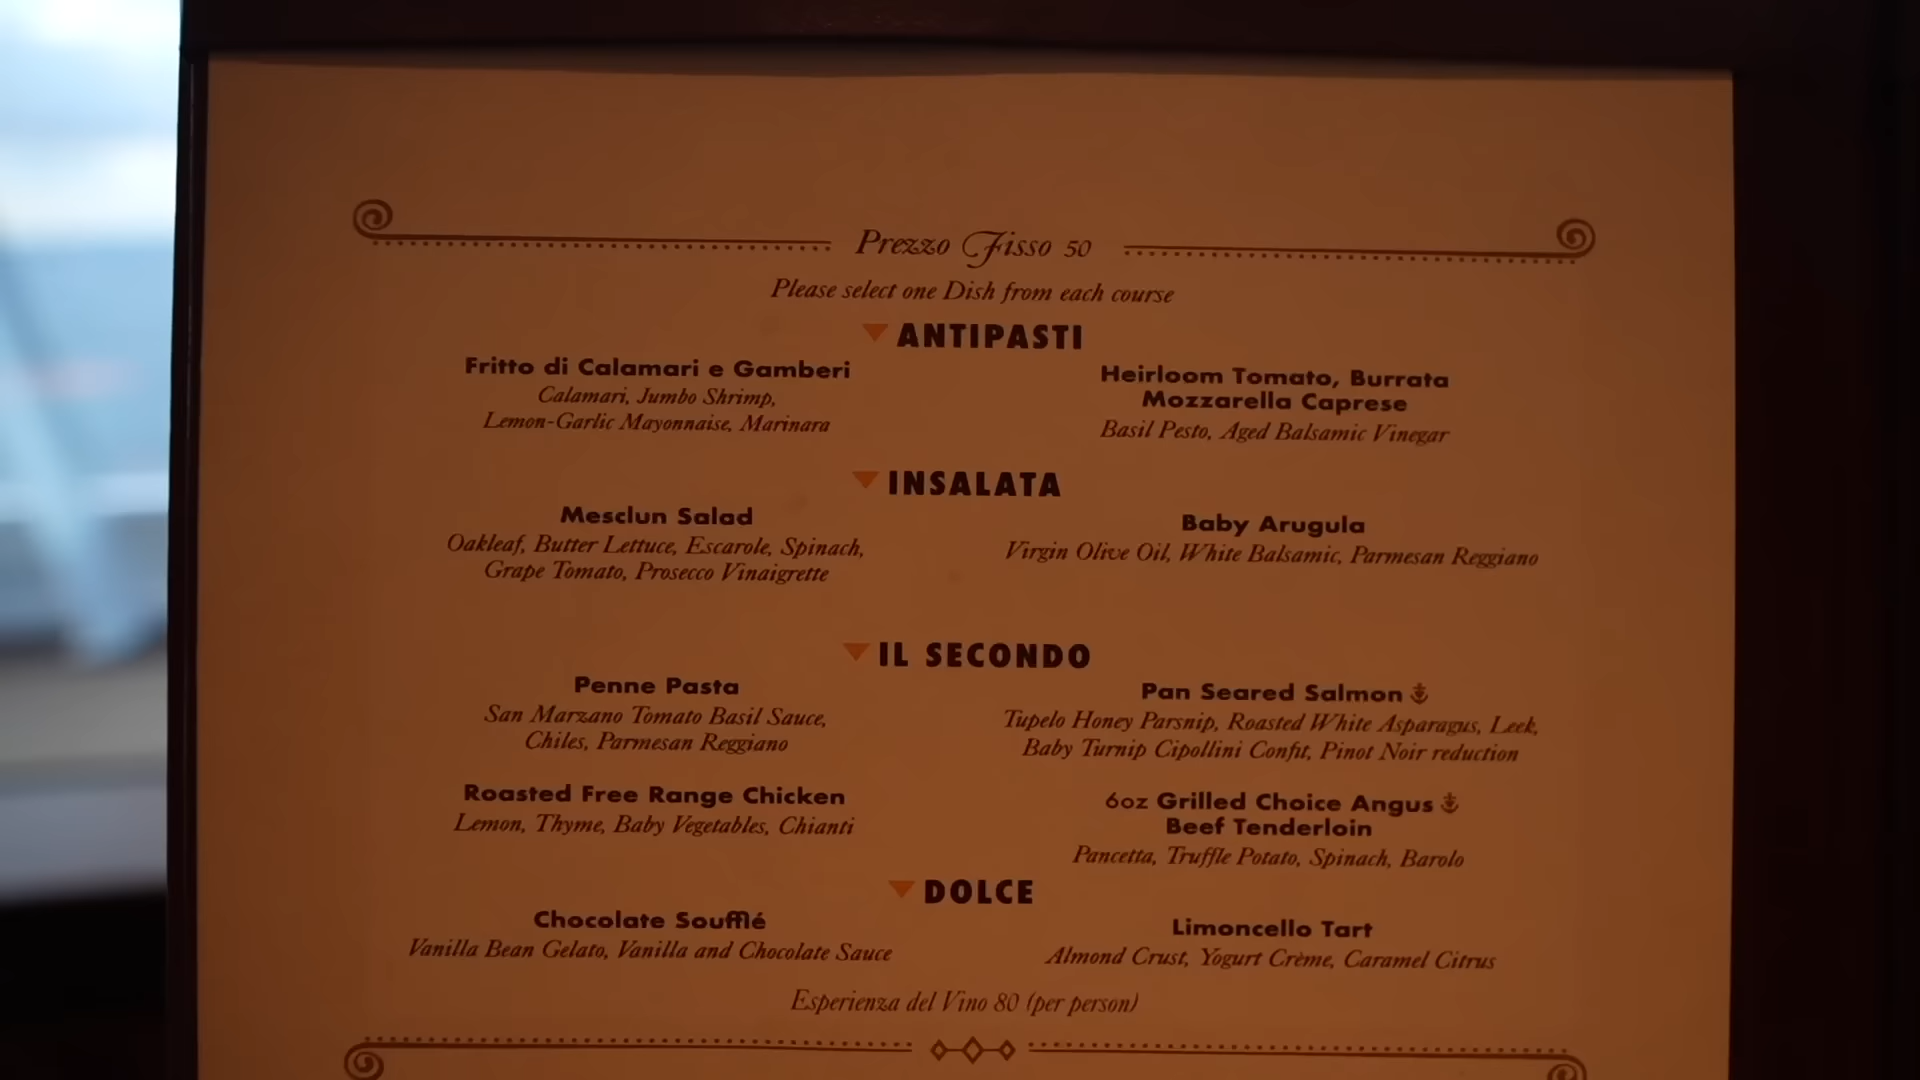 Prezzo Fisso 50
Please select one Dish from each course
ANTIPASTI
Fritto di Calamari e Gamberi
Calamari, Jumbo Shrimp,
Lemon-Garlic Mayonnaise, Marinara
Heirloom Tomato, Burrata
Mozzarella Caprese
Basil Pesto, Aged Balsamic Vinegar
INSALATA
Mesclun Salad
Oakleaf, Butter Lettuce, Escarole, Spinach,
Grape Tomato, Prosecco Vinaigrette
Baby Arugula
Virgin Olive Oil, White Balsamic, Parmesan Reggiano
IL SECONDO
Penne Pasta
San Marzano Tomato Basil Sauce,
Chiles, Parmesan Reggiano
Pan Seared Salmon
Tupelo Honey Parsnip, Roasted White Asparagus, Leek,
Baby Turnip Cipollini Confit, Pinot Noir reduction
Roasted Free Range Chicken
Lemon, Thyme, Baby Vegetables, Chianti
6oz Grilled Choice Angus
Beef Tenderloin
Pancetta, Truffle Potato, Spinach, Barolo
DOLCE
Chocolate Soufflé
Vanilla Bean Gelato, Vanilla and Chocolate Sauce
Limoncello Tart
Almond Crust, Yogurt Crème, Caramel Citrus
Esperienza del Vino 80 (per person)